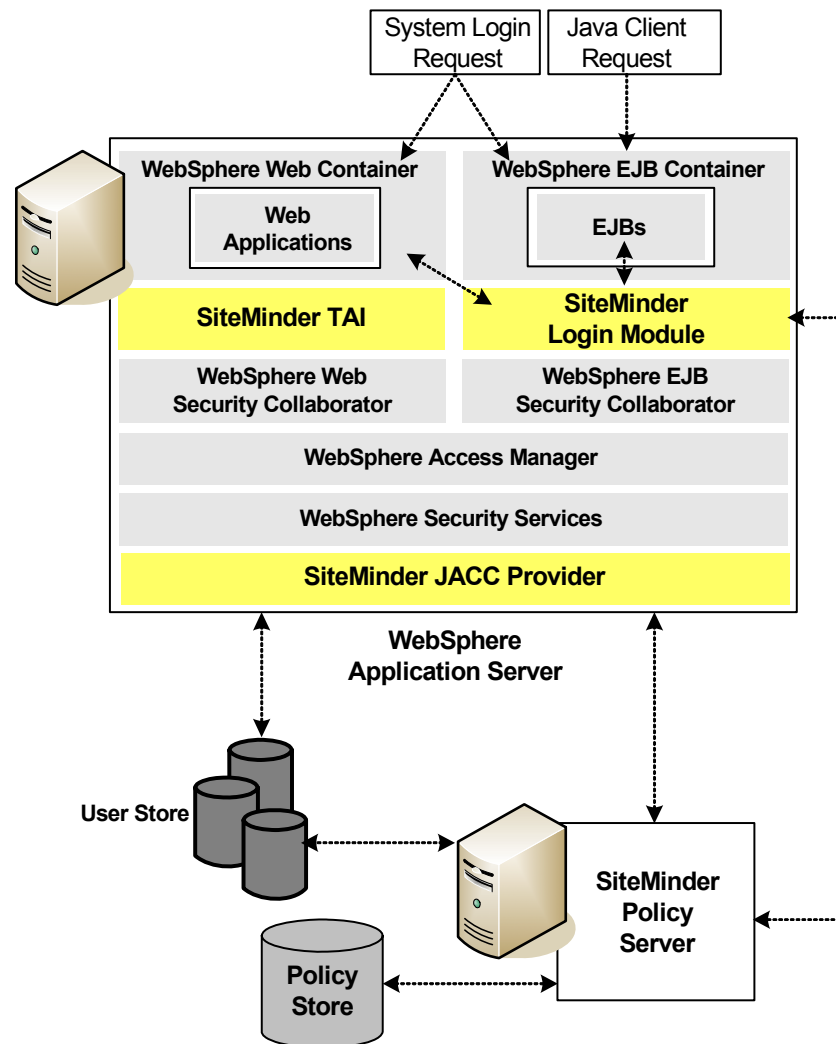 System Login
Request
Java Client
Request
WebSphere Web Container
WebSphere EJB Container
Web
Applications
EJBs
SiteMinder TAI
SiteMinder
Login Module
WebSphere Web
Security Collaborator
WebSphere EJB
Security Collaborator
WebSphere Access Manager
WebSphere Security Services
SiteMinder JACC Provider
WebSphere
Application Server
User Store
SiteMinder
Policy
Server
Policy
Store